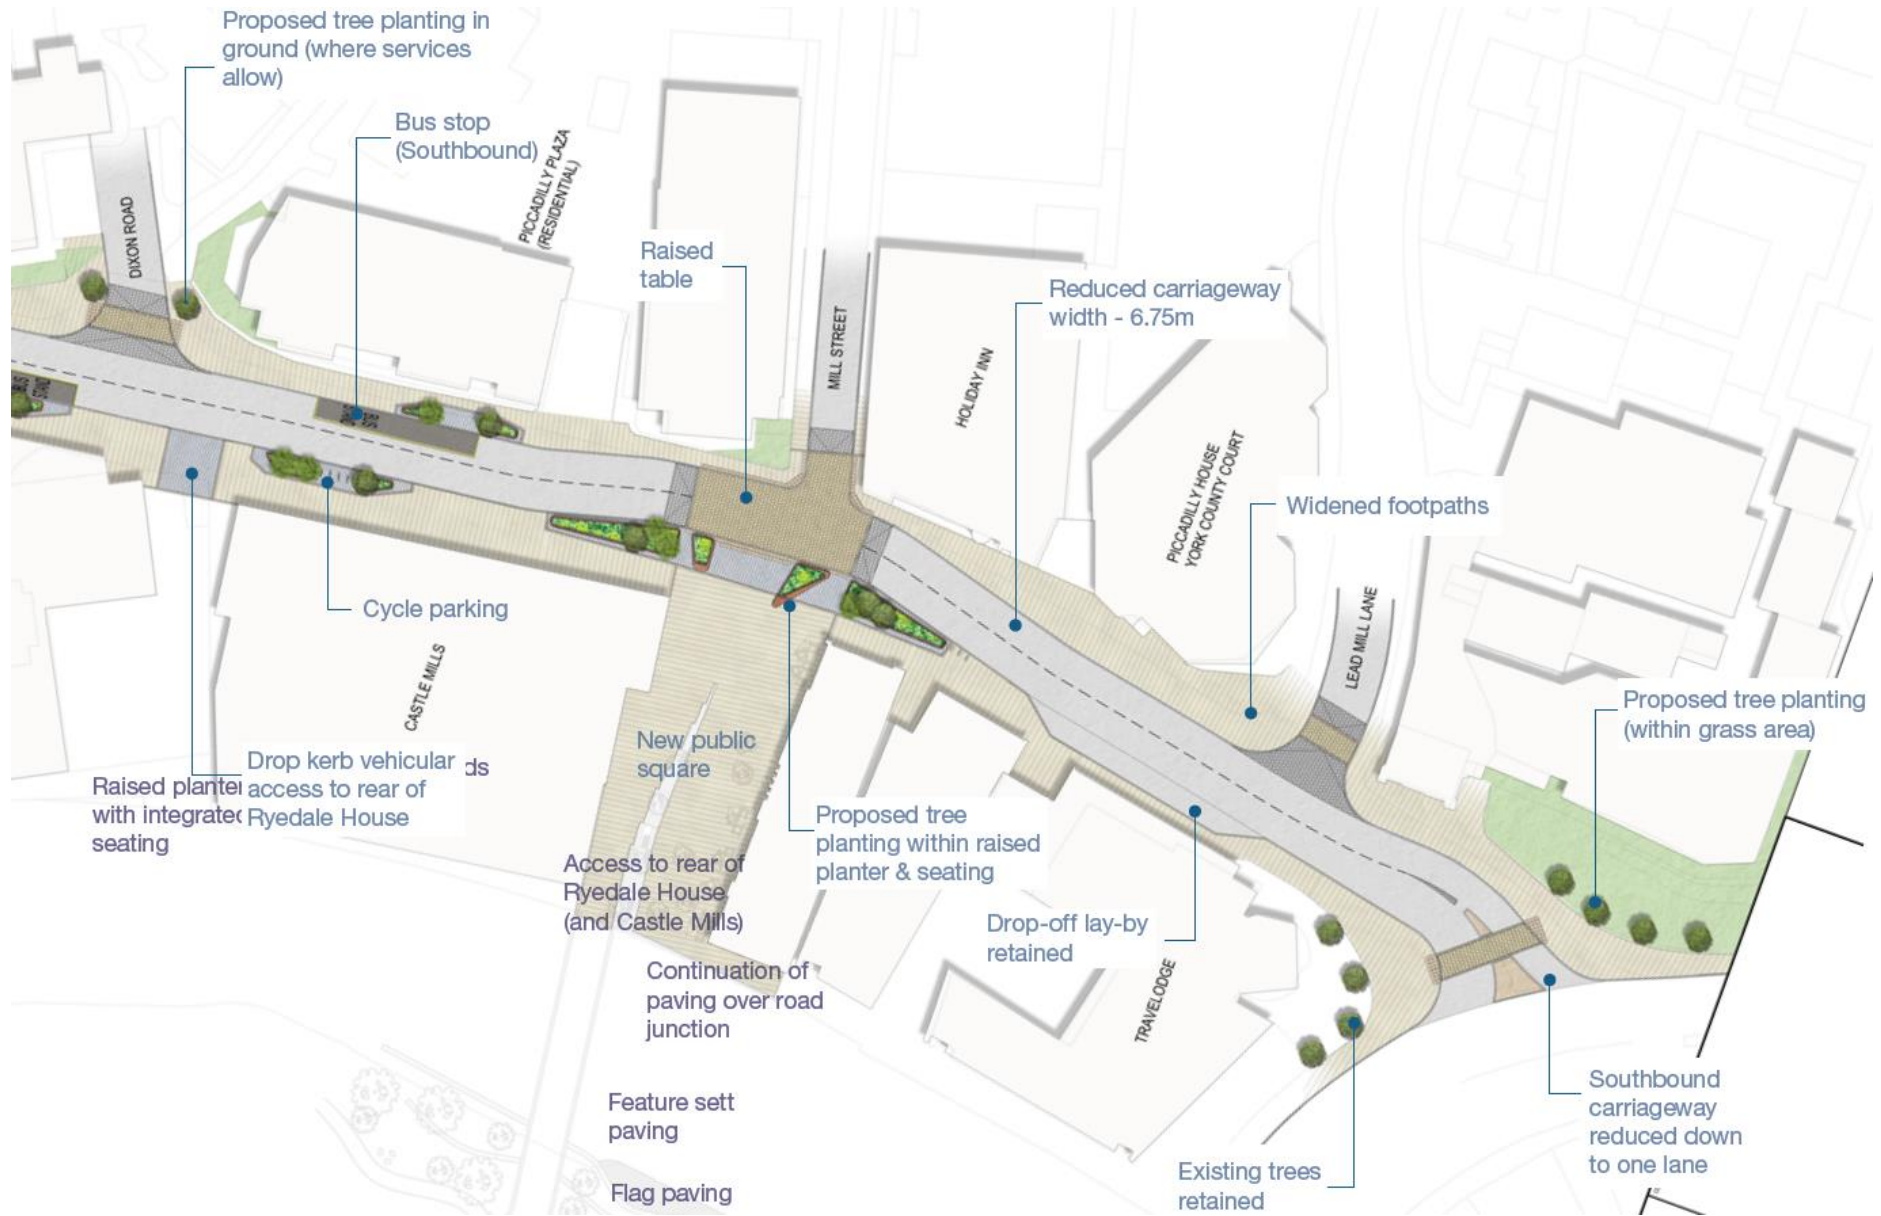 Proposed tree planting in
ground (where services
allow)
Bus stop
(Southbound)
PICCADILLY PLAZA
(RESIDENTIAL)
DIXON ROAD
Raised
table
MILL STREET
Reduced carriageway
width - 6.75m
HOLIDAY INN
BUS
STAND
BUS
PICCADILLY HOUSE
YORK COUNTY COURT
Widened footpaths
Cycle parking
LEAD MILL LANE
CASTLE MILLS
Proposed tree planting
(within grass area)
New public
square
Drop kerb vehicular
access to rear of
Ryedale House
ds
Raised planter
with integrated
seating
Proposed tree
planting within raised
planter & seating
Access to rear of
Ryedale House
(and Castle Mills)
Drop-off lay-by
retained
Continuation of
paving over road
junction
TRAVELODGE
Southbound
carriageway
reduced down
to one lane
Feature sett
paving
Existing trees
retained
Flag paving